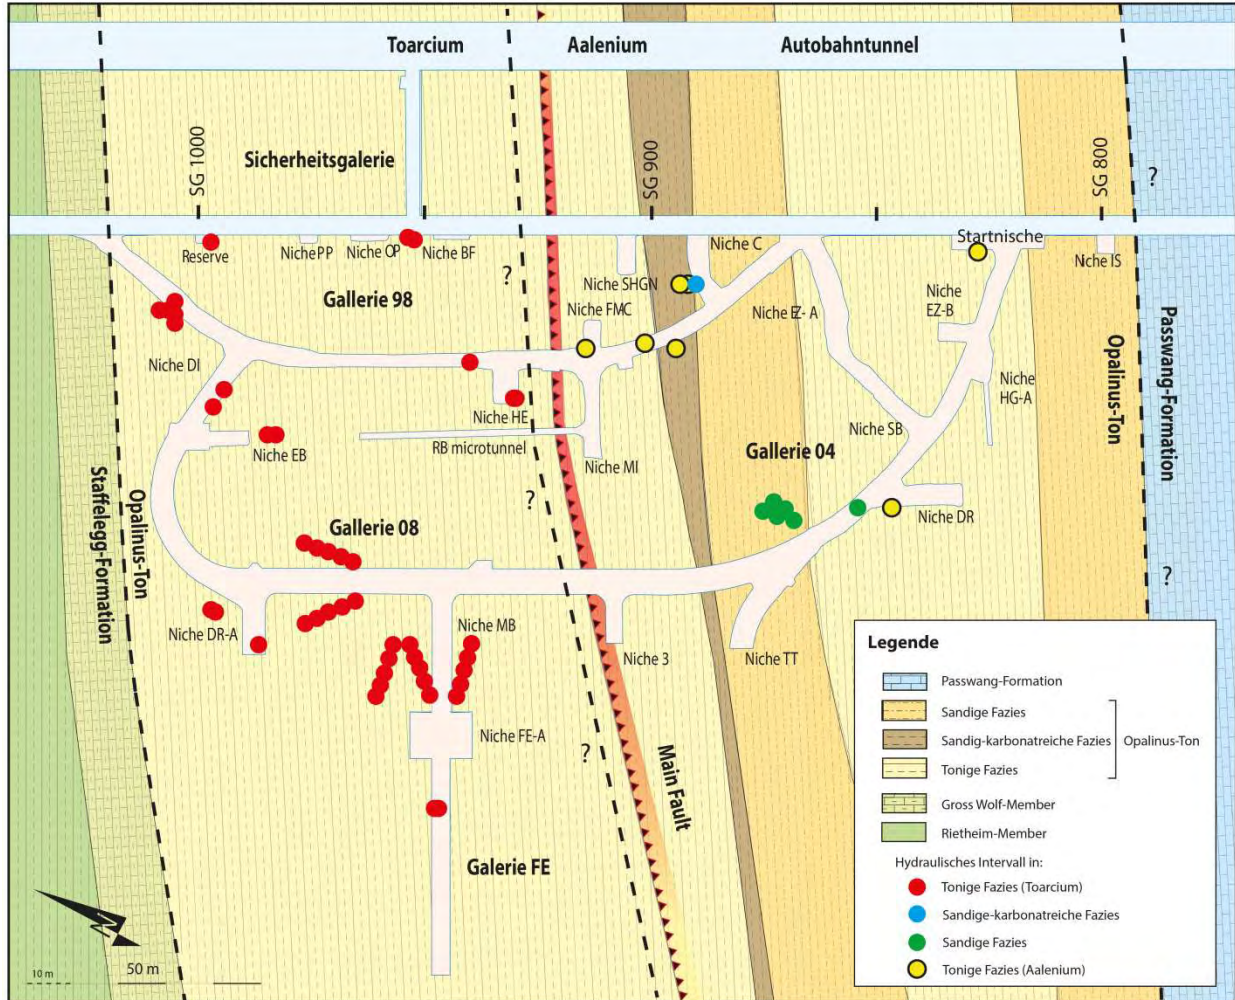 Toarcium
Aalenium
Autobahntunnel
Sicherheitsgalerie
SG 1000
SG 900
SG 800
?
Reserve
Niche PP
Niche OP
Niche BF
Niche C
Startnische
Niche IS
Niche SHGN
Gallerie 98
?
Niche FMC
Niche EZ- A
Niche
EZ-B
Niche DI
Niche
HG-A
Niche HE
Niche SB
Niche EB
RB microtunnel
Niche MI
Gallerie 04
Opalinus-Ton
Passwang-Formation
Staffelegg-Formation
Opalinus-Ton
Gallerie 08
?
Niche DR
?
Niche DR-A
Niche MB
Niche 3
Niche TT
Niche FE-A
?
Main Fault
Galerie FE
N
10 m
50 m
Legende
Passwang-Formation
Sandige Fazies
Sandig-karbonatreiche Fazies
Opalinus-Ton
Tonige Fazies
Gross Wolf-Member
Rietheim-Member
Hydraulisches Intervall in:
Tonige Fazies (Toarcium)
Sandige-karbonatreiche Fazies
Sandige Fazies
Tonige Fazies (Aalenium)